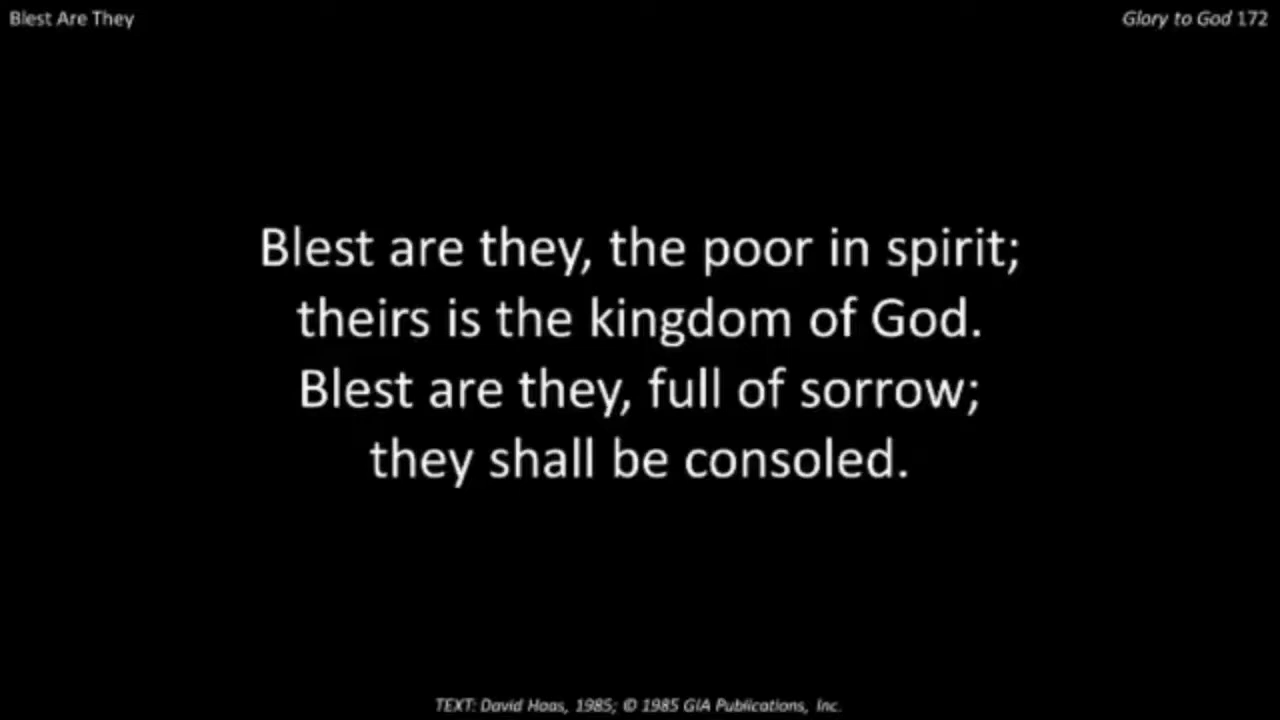 Blest Are They
Glory to God 172
Blest are they, the poor in spirit;
theirs is the kingdom of God.
Blest are they, full of sorrow;
they shall be consoled.
TEXT: David Haas, 1985; © 1985 GIA Publications, Inc.